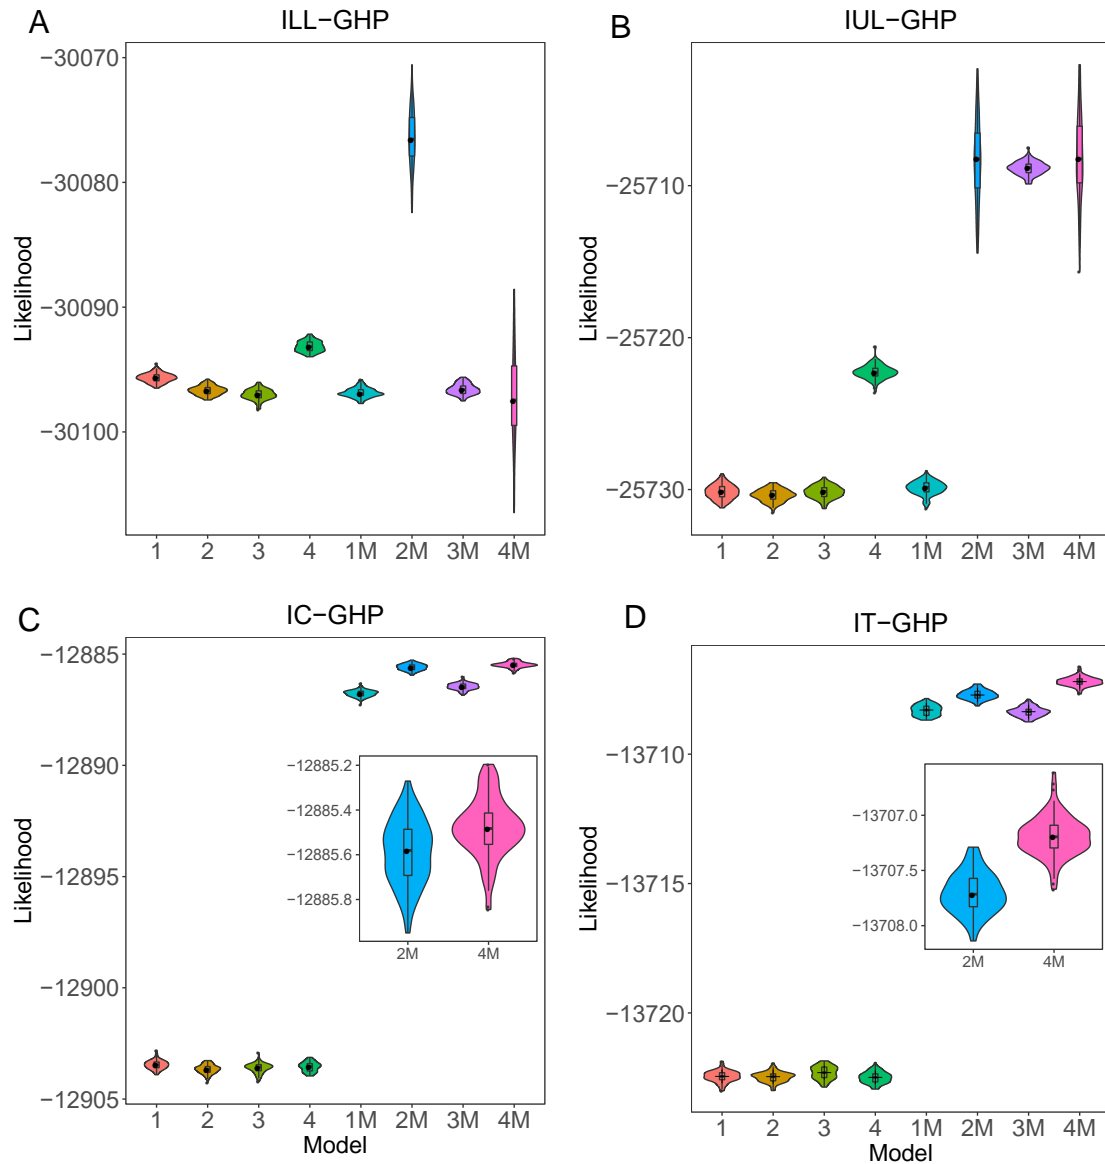 A
ILL−GHP
−30070
−30080
−30090
−30100
Likelihood
1 2 3 4 1M 2M 3M 4M
B
IUL−GHP
−25710
−25720
−25730
Likelihood
1 2 3 4 1M 2M 3M 4M
C
IC−GHP
−12885
−12890
−12895
−12900
−12905
Likelihood
−12885.2
−12885.4
−12885.6
−12885.8
2M 4M
1 2 3 4 1M 2M 3M 4M
Model
D
IT−GHP
−13710
−13715
−13720
Likelihood
−13707.0
−13707.5
−13708.0
2M 4M
1 2 3 4 1M 2M 3M 4M
Model